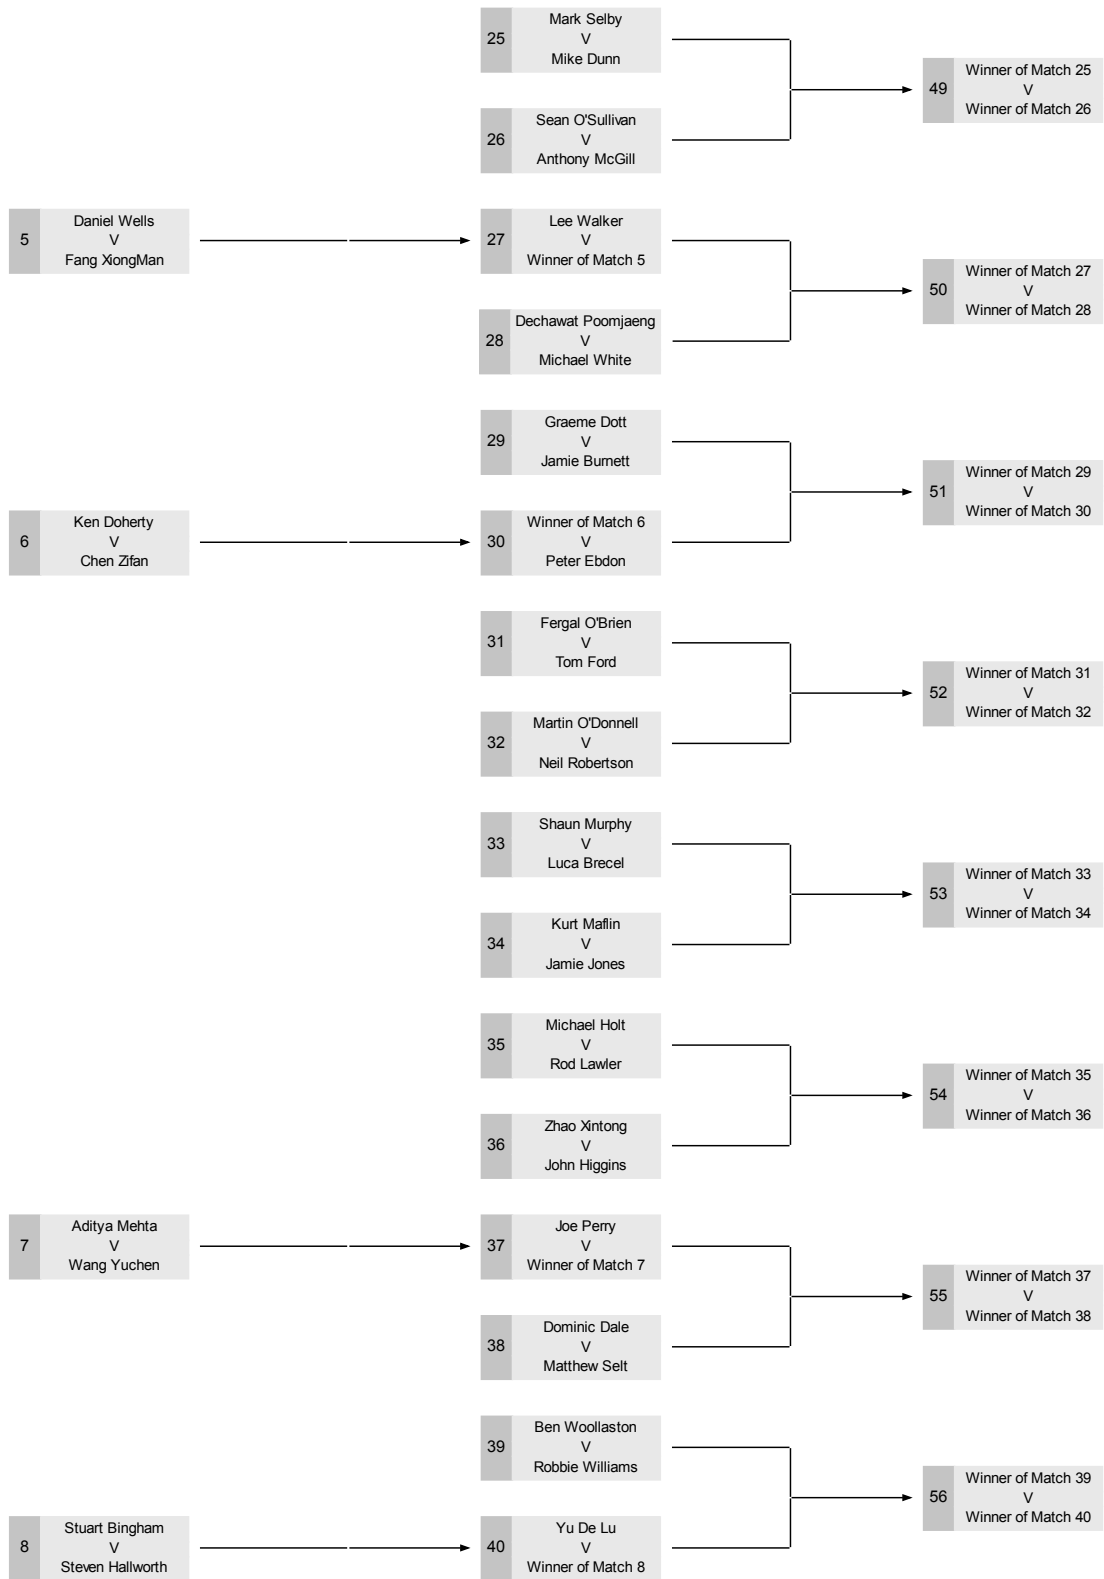 25
Mark Selby
V
Mike Dunn
49
Winner of Match 25
V
Winner of Match 26
26
Sean O'Sullivan
V
Anthony McGill
5
Daniel Wells
V
Fang XiongMan
27
Lee Walker
V
Winner of Match 5
50
Winner of Match 27
V
Winner of Match 28
28
Dechawat Poomjaeng
V
Michael White
29
Graeme Dott
V
Jamie Burnett
51
Winner of Match 29
V
Winner of Match 30
6
Ken Doherty
V
Chen Zifan
30
Winner of Match 6
V
Peter Ebdon
31
Fergal O'Brien
V
Tom Ford
52
Winner of Match 31
V
Winner of Match 32
32
Martin O'Donnell
V
Neil Robertson
33
Shaun Murphy
V
Luca Brecel
53
Winner of Match 33
V
Winner of Match 34
34
Kurt Maflin
V
Jamie Jones
35
Michael Holt
V
Rod Lawler
54
Winner of Match 35
V
Winner of Match 36
36
Zhao Xintong
V
John Higgins
7
Aditya Mehta
V
Wang Yuchen
37
Joe Perry
V
Winner of Match 7
55
Winner of Match 37
V
Winner of Match 38
38
Dominic Dale
V
Matthew Selt
39
Ben Woollaston
V
Robbie Williams
56
Winner of Match 39
V
Winner of Match 40
8
Stuart Bingham
V
Steven Hallworth
40
Yu De Lu
V
Winner of Match 8